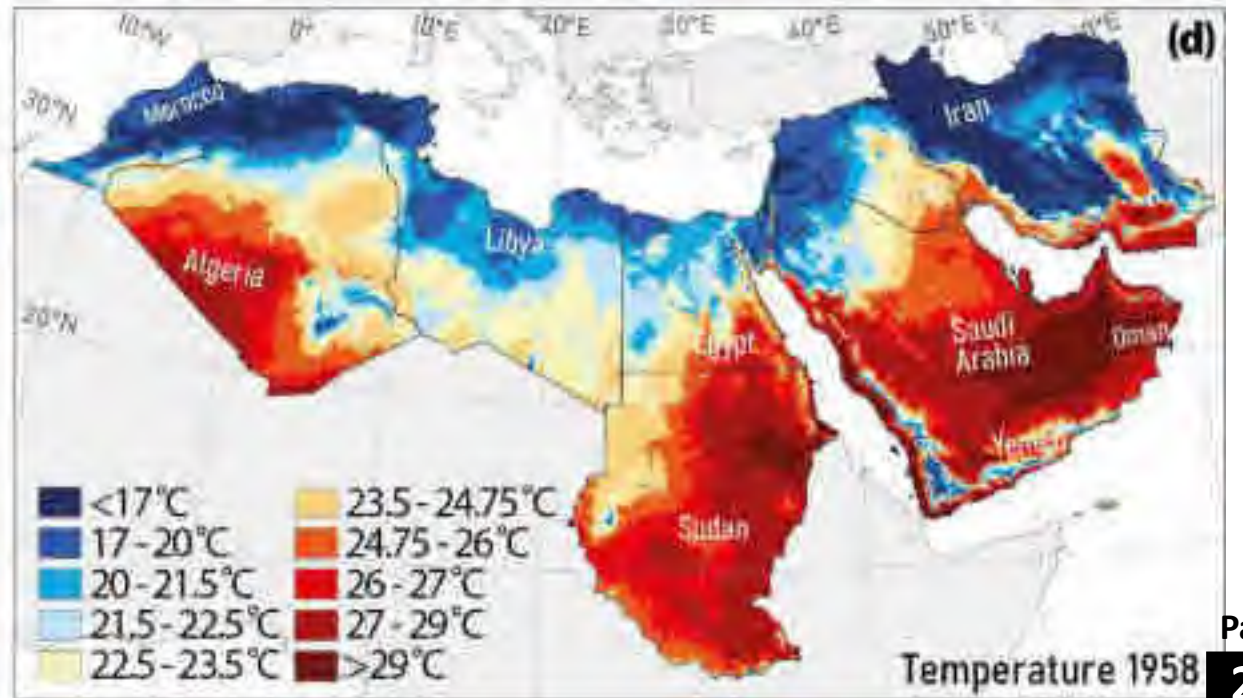 10°W 0° 10°E 20°E 30°E 40°E 50°E (d)
30°N
20°N
Morocco
Algeria
Libya
Egypt
Sudan
Iran
Saudi
Arabia
Oman
Yemen
<17°C
17-20°C
20-21.5°C
21.5-22.5°C
22.5-23.5°C
23.5-24.75°C
24.75-26°C
26-27°C
27-29°C
>29°C
Temperature 1958
Pa
2